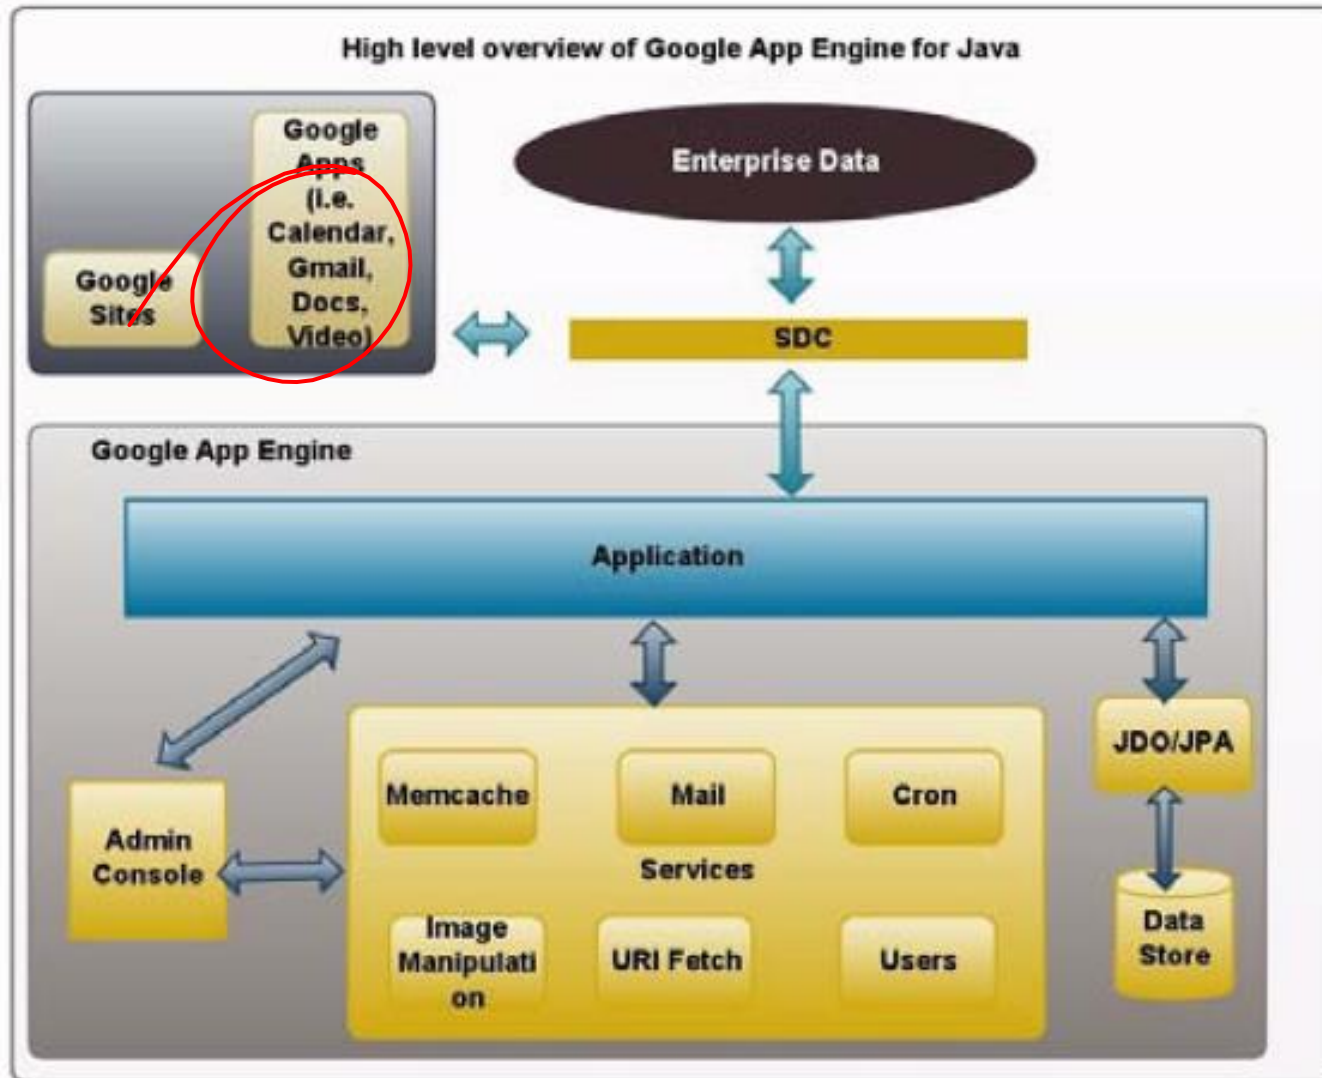 High level overview of Google App Engine for Java
Google
Apps
(i.e.
Calendar,
Gmail,
Docs,
Video)
Google
Sites
Enterprise Data
SDC
Google App Engine
Application
JDO/JPA
Memcache
Mail
Cron
Admin
Console
Services
Image
Manipulati
on
URI Fetch
Users
Data
Store